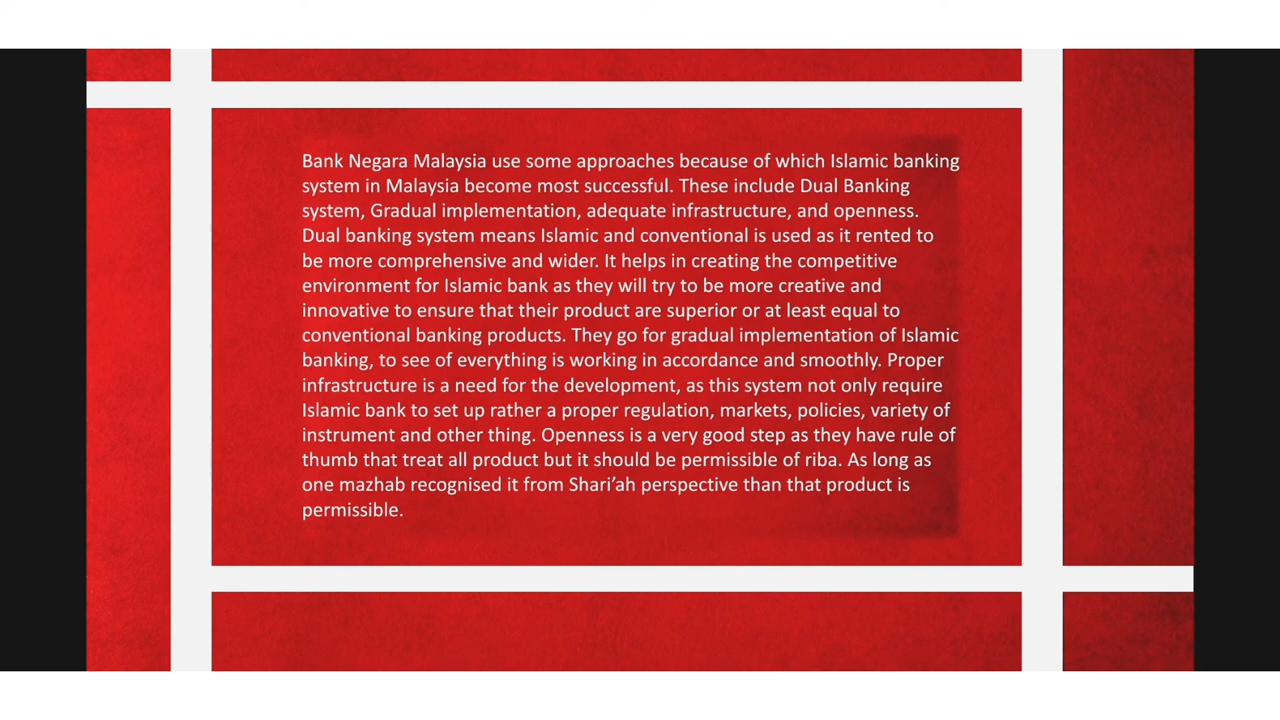 Bank Negara Malaysia use some approaches because of which Islamic banking
system in Malaysia become most successful. These include Dual Banking
system, Gradual implementation, adequate infrastructure, and openness.
Dual banking system means Islamic and conventional is used as it rented to
be more comprehensive and wider. It helps in creating the competitive
environment for Islamic bank as they will try to be more creative and
innovative to ensure that their product are superior or at least equal to
conventional banking products. They go for gradual implementation of Islamic
banking, to see of everything is working in accordance and smoothly. Proper
infrastructure is a need for the development, as this system not only require
Islamic bank to set up rather a proper regulation, markets, policies, variety of
instrument and other thing. Openness is a very good step as they have rule of
thumb that treat all product but it should be permissible of riba. As long as
one mazhab recognised it from Shari’ah perspective than that product is
permissible.